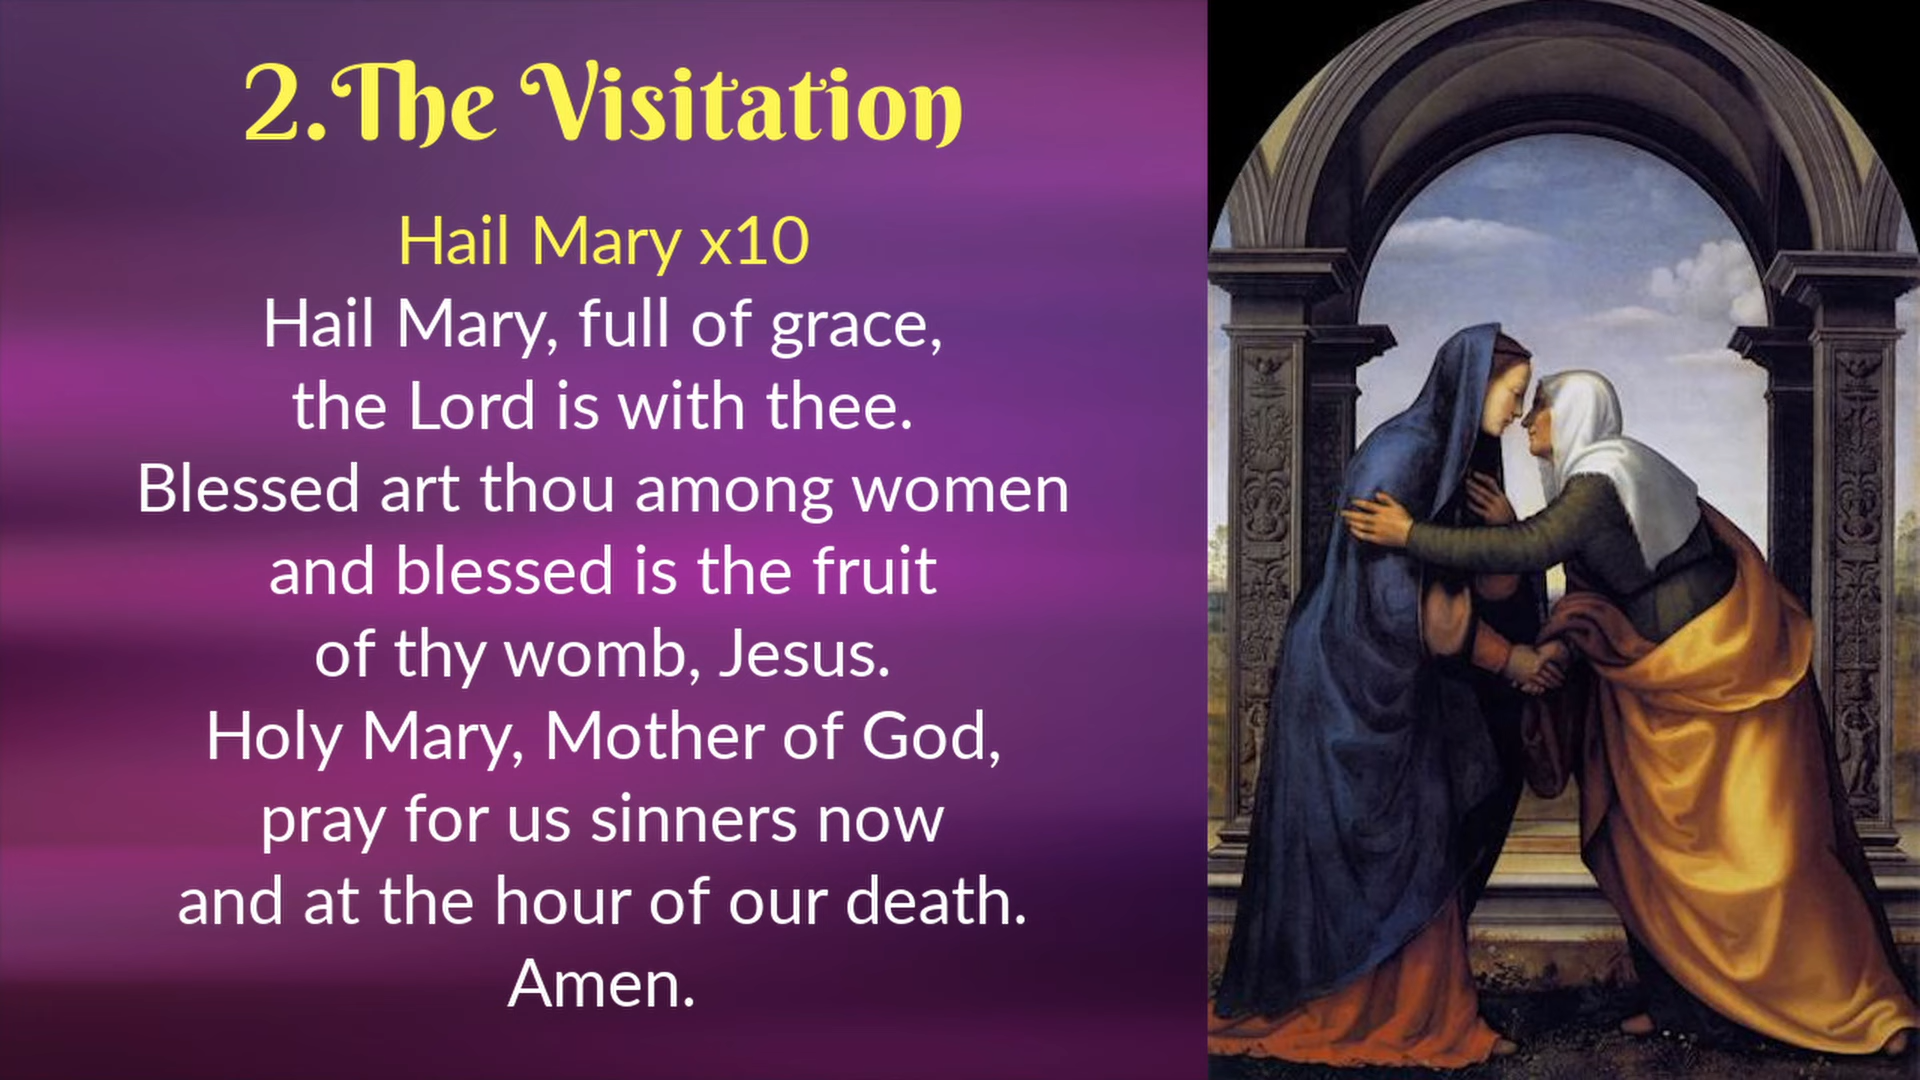 2.The Visitation
Hail Mary x10
Hail Mary, full of grace,
the Lord is with thee.
Blessed art thou among women
and blessed is the fruit
of thy womb, Jesus.
Holy Mary, Mother of God,
pray for us sinners now
and at the hour of our death.
Amen.